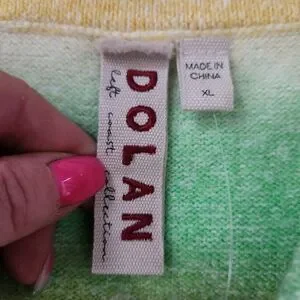 DOLAN
left coast collection
MADE IN
CHINA
XL